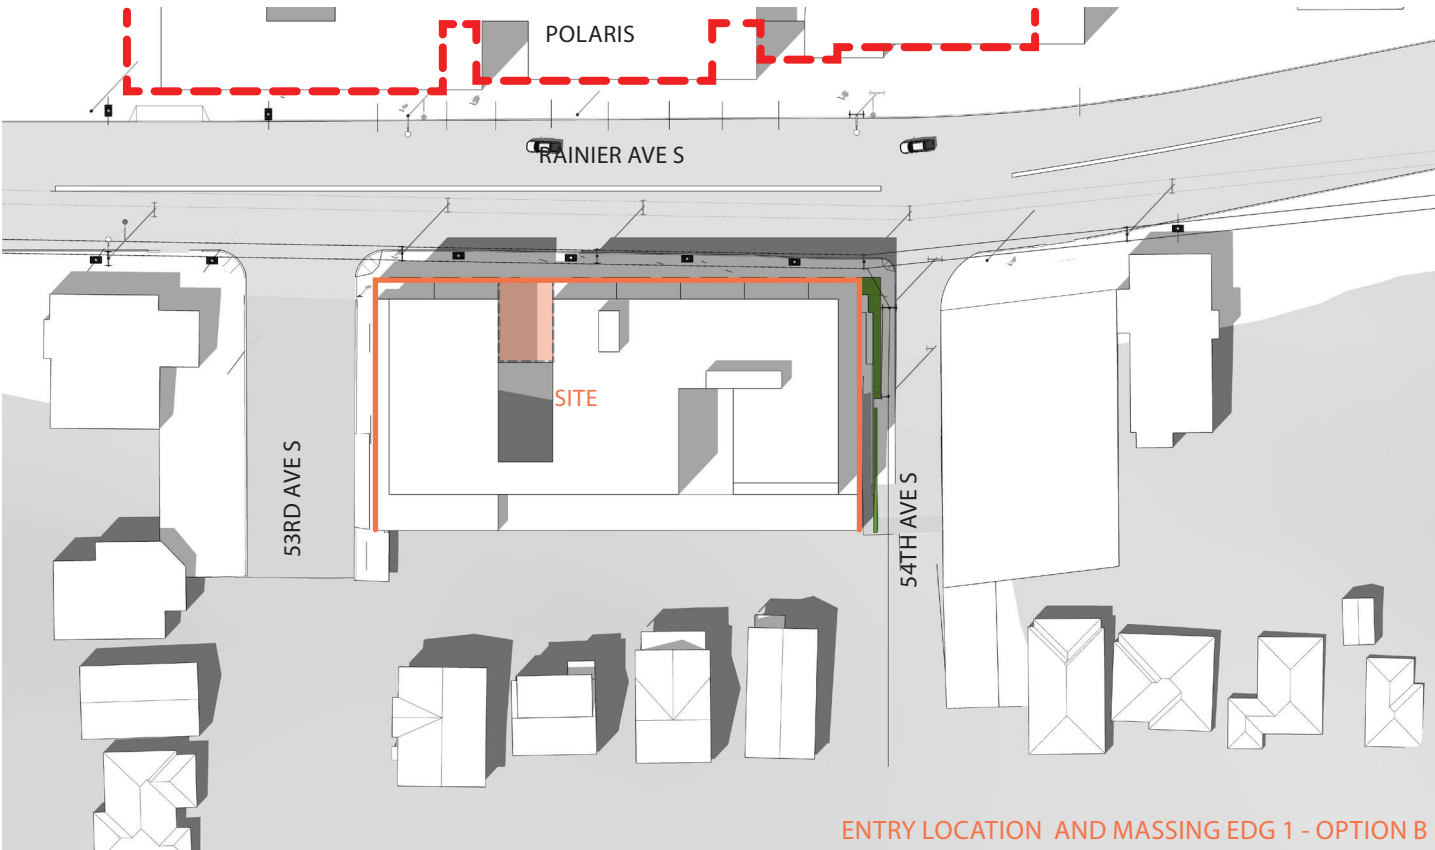 POLARIS
RAINIER AVE S
SITE
53RD AVE S
54TH AVE S
ENTRY LOCATION AND MASSING EDG 1 - OPTION B